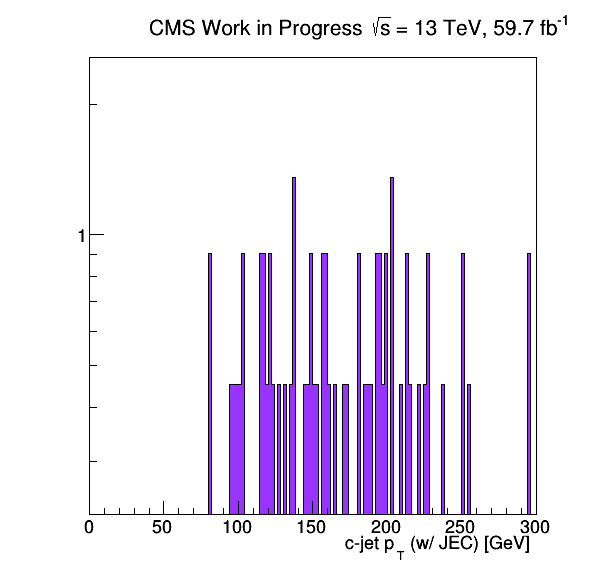 CMS Work in Progress √s = 13 TeV, 59.7 fb⁻¹
1
0 50 100 150 200 250 300
c-jet p_T (w/ JEC) [GeV]